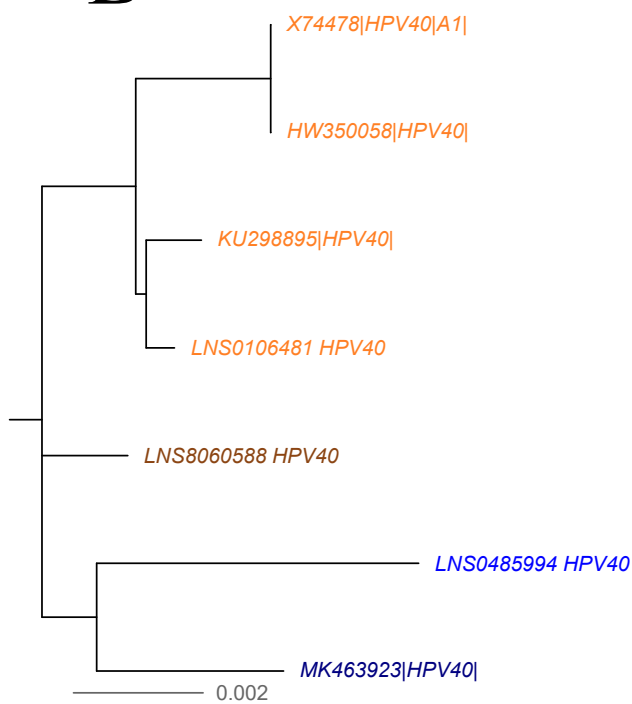 X74478|HPV40|A1|
HW350058|HPV40|
KU298895|HPV40|
LNS0106481 HPV40
LNS8060588 HPV40
LNS0485994 HPV40
MK463923|HPV40|
0.002